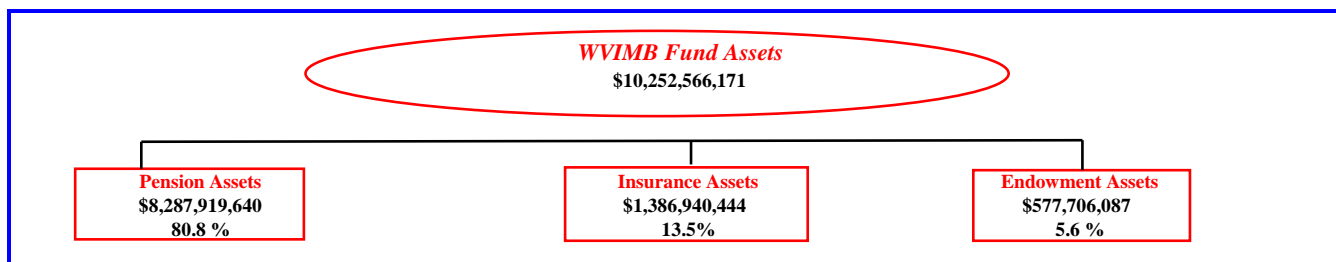 WVIMB Fund Assets
$10,252,566,171
Pension Assets
$8,287,919,640
80.8 %
Insurance Assets
$1,386,940,444
13.5%
Endowment Assets
$577,706,087
5.6 %